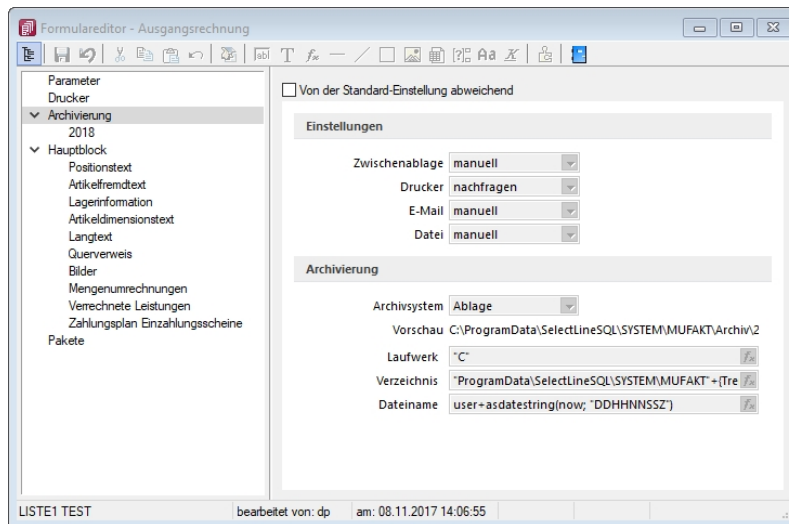 Formulareditor - Ausgangsrechnung
Parameter
Drucker
Archivierung
2018
Hauptblock
Positionstext
Artikelfremdtext
Lagerinformation
Artikeldimensionstext
Langtext
Querverweis
Bilder
Mengenumrechnungen
Verrechnete Leistungen
Zahlungsplan Einzahlungsscheine
Pakete
Von der Standard-Einstellung abweichend
Einstellungen
Zwischenablage manuell
Drucker nachfragen
E-Mail manuell
Datei manuell
Archivierung
Archivsystem Ablage
Vorschau C:\ProgramData\SelectLineSQL\SYSTEM\MUFAKT\Archiv\2
Laufwerk "C"
Verzeichnis "ProgramData\SelectLineSQL\SYSTEM\MUFAKT"+(Tre
Dateiname user+asdatestring(now; "DDHHNNSSZ")
LISTE1 TEST bearbeitet von: dp am: 08.11.2017 14:06:55